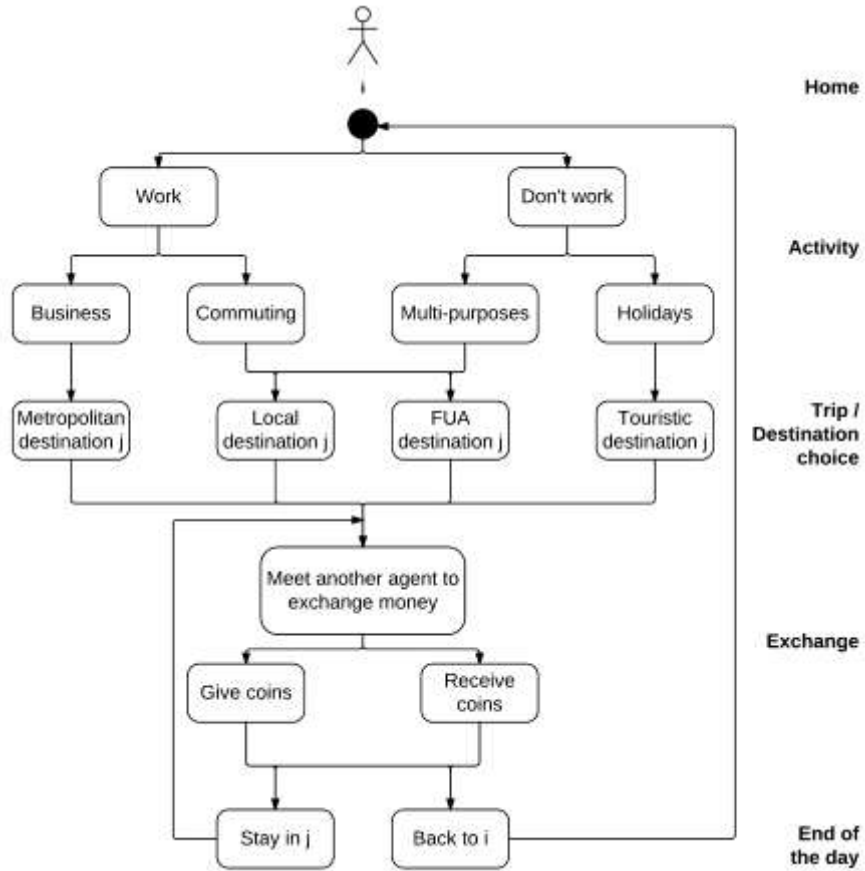 i
Home
Work
Don't work
Activity
Business
Commuting
Multi-purposes
Holidays
Metropolitan
destination j
Local
destination j
FUA
destination j
Touristic
destination j
Trip /
Destination
choice
Meet another agent to
exchange money
Exchange
Give coins
Receive
coins
Stay in j
Back to i
End of
the day